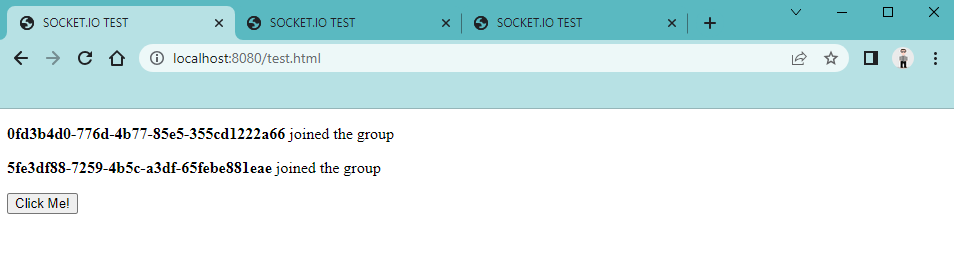 SOCKET.IO TEST
SOCKET.IO TEST
SOCKET.IO TEST
localhost:8080/test.html
0fd3b4d0-776d-4b77-85e5-355cd1222a66 joined the group
5fe3df88-7259-4b5c-a3df-65febe881eae joined the group
Click Me!